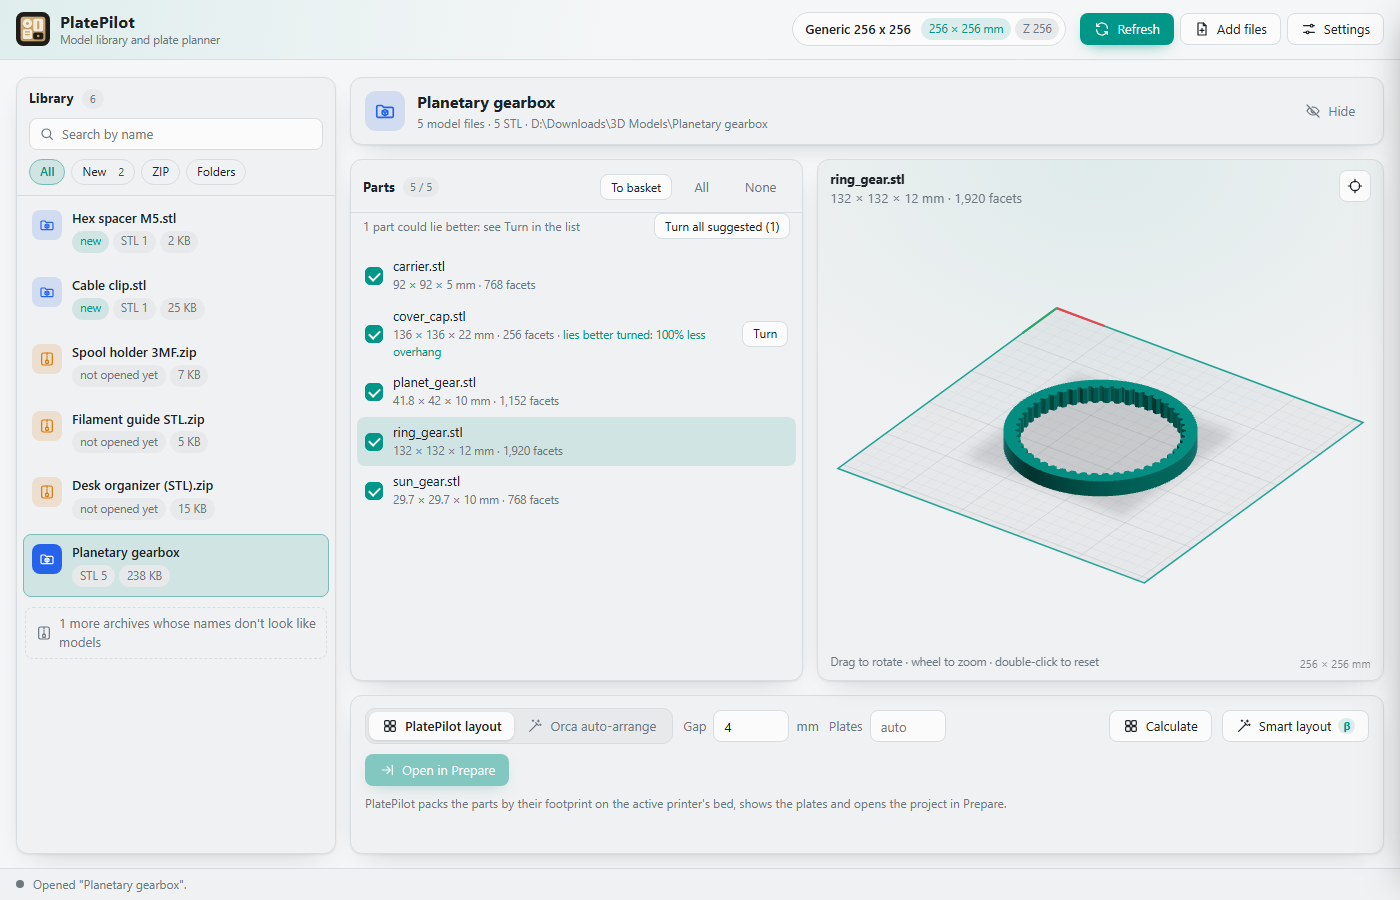 PlatePilot
Model library and plate planner
Generic 256 x 256
256 × 256 mm
Z 256
Refresh
Add files
Settings
Library
6
Search by name
All
New 2
ZIP
Folders
Hex spacer M5.stl
new
STL 1
2 KB
Cable clip.stl
new
STL 1
25 KB
Spool holder 3MF.zip
not opened yet
7 KB
Filament guide STL.zip
not opened yet
5 KB
Desk organizer (STL).zip
not opened yet
15 KB
Planetary gearbox
STL 5
238 KB
1 more archives whose names don't look like
models
Planetary gearbox
5 model files · 5 STL · D:\Downloads\3D Models\Planetary gearbox
Hide
Parts
5 / 5
To basket
All
None
1 part could lie better: see Turn in the list
Turn all suggested (1)
carrier.stl
92 × 92 × 5 mm · 768 facets
cover_cap.stl
136 × 136 × 22 mm · 256 facets · lies better turned: 100% less
overhang
Turn
planet_gear.stl
41.8 × 42 × 10 mm · 1,152 facets
ring_gear.stl
132 × 132 × 12 mm · 1,920 facets
sun_gear.stl
29.7 × 29.7 × 10 mm · 768 facets
ring_gear.stl
132 × 132 × 12 mm · 1,920 facets
Drag to rotate · wheel to zoom · double-click to reset
256 × 256 mm
PlatePilot layout
Orca auto-arrange
Gap
4
mm
Plates
auto
Calculate
Smart layout β
Open in Prepare
PlatePilot packs the parts by their footprint on the active printer's bed, shows the plates and opens the project in Prepare.
Opened "Planetary gearbox".